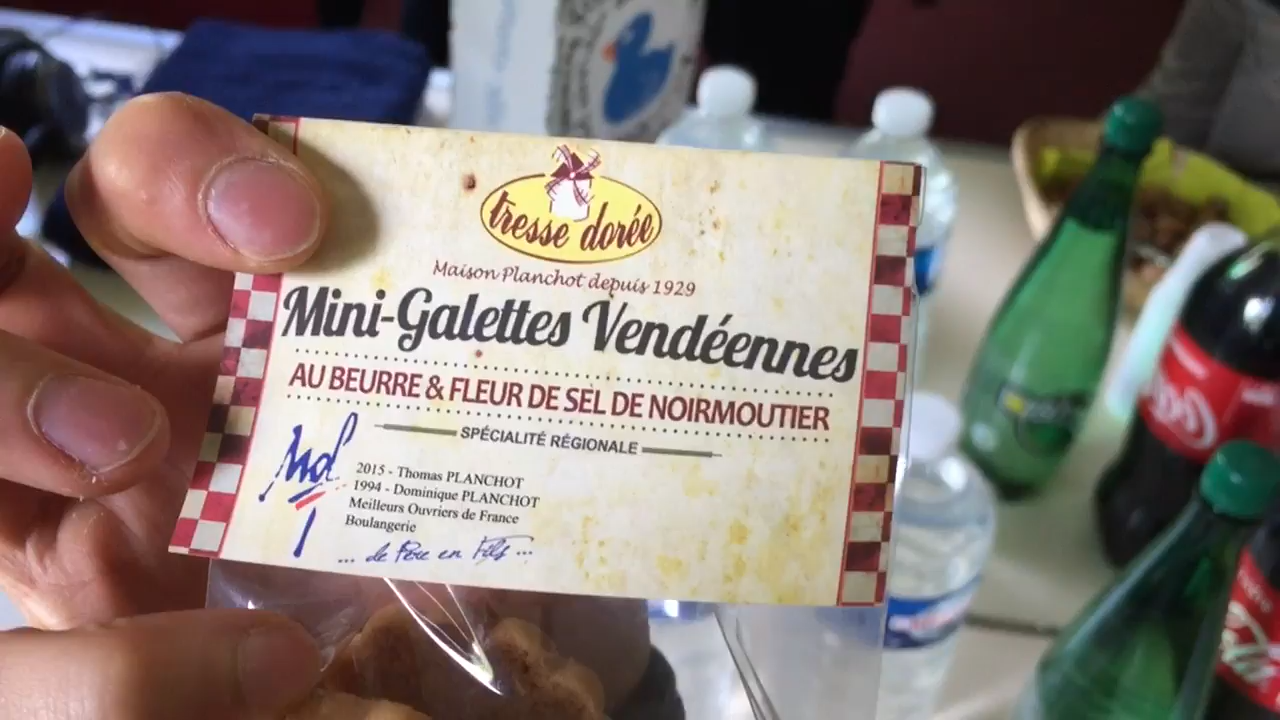 tresse dorée
Maison Planchot depuis 1929
Mini-Galettes Vendéennes
AU BEURRE & FLEUR DE SEL DE NOIRMOUTIER
SPÉCIALITÉ RÉGIONALE
2015 - Thomas PLANCHOT
1994 - Dominique PLANCHOT
Meilleurs Ouvriers de France
Boulangerie
... de Père en Fils ...